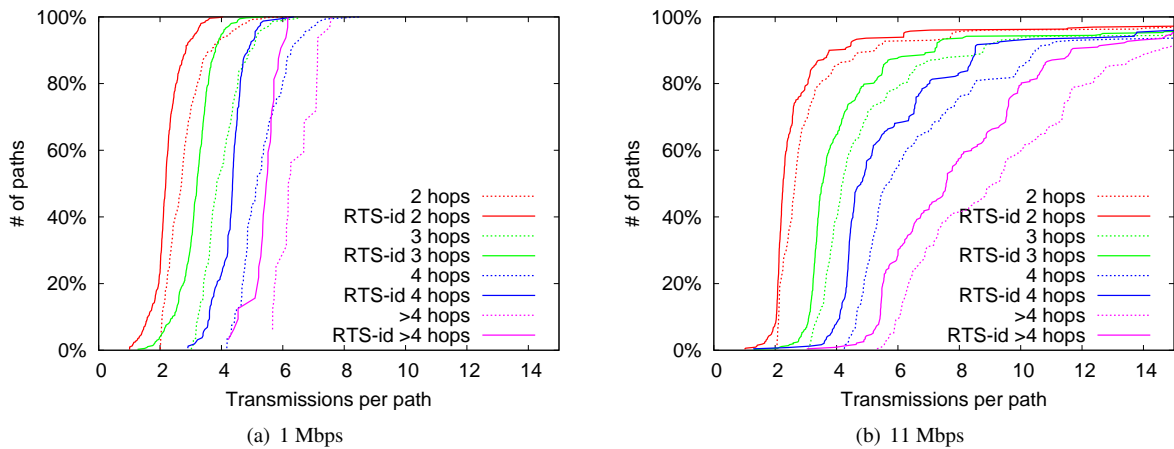 100%
80%
60%
40%
20%
0%
# of paths
0 2 4 6 8 10 12 14
Transmissions per path
2 hops
RTS-id 2 hops
3 hops
RTS-id 3 hops
4 hops
RTS-id 4 hops
>4 hops
RTS-id >4 hops
(a) 1 Mbps
100%
80%
60%
40%
20%
0%
# of paths
0 2 4 6 8 10 12 14
Transmissions per path
2 hops
RTS-id 2 hops
3 hops
RTS-id 3 hops
4 hops
RTS-id 4 hops
>4 hops
RTS-id >4 hops
(b) 11 Mbps